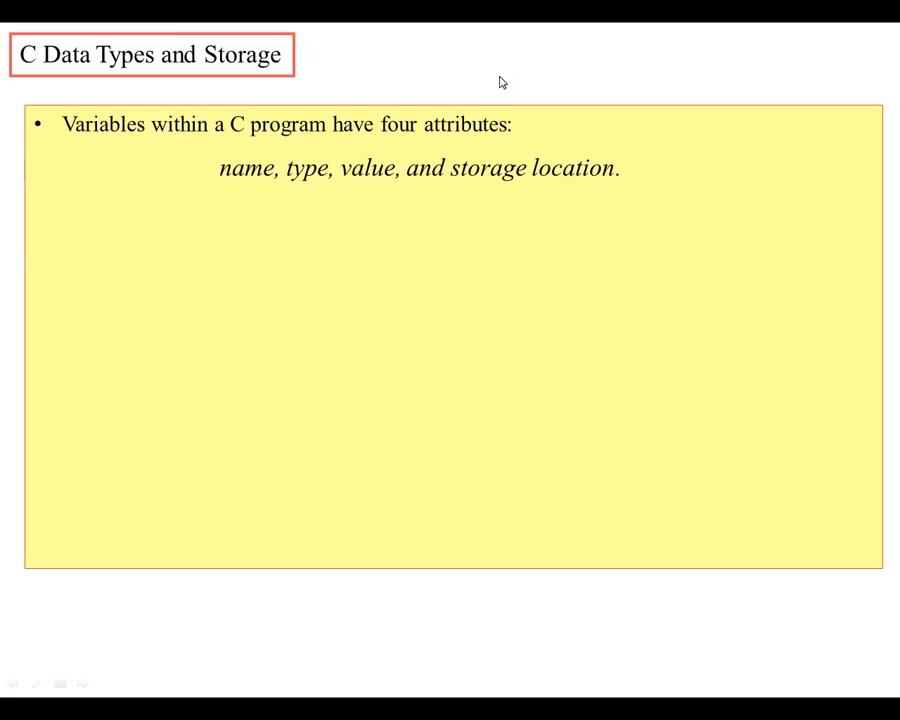 C Data Types and Storage
• Variables within a C program have four attributes:
name, type, value, and storage location.